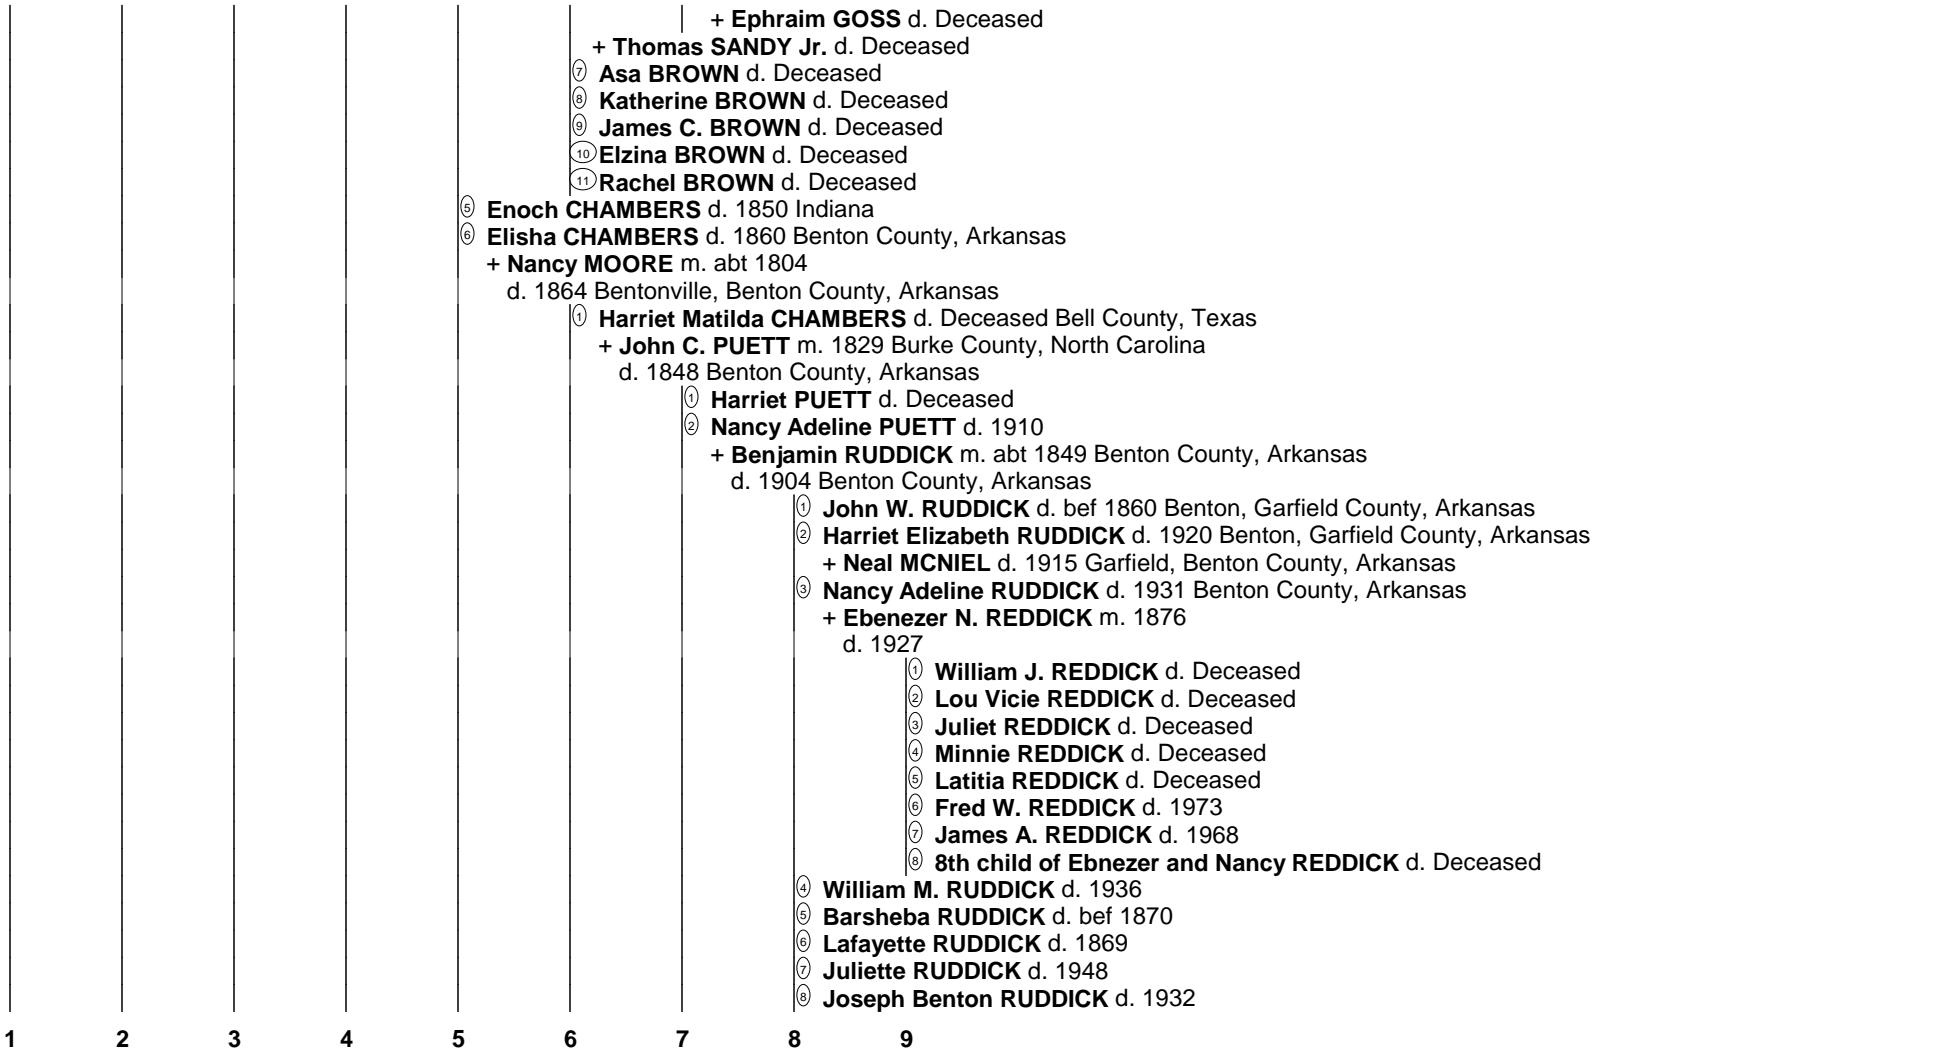 + Ephraim GOSS d. Deceased
+ Thomas SANDY Jr. d. Deceased
7 Asa BROWN d. Deceased
8 Katherine BROWN d. Deceased
9 James C. BROWN d. Deceased
10 Elzina BROWN d. Deceased
11 Rachel BROWN d. Deceased
5 Enoch CHAMBERS d. 1850 Indiana
6 Elisha CHAMBERS d. 1860 Benton County, Arkansas
+ Nancy MOORE m. abt 1804
d. 1864 Bentonville, Benton County, Arkansas
1 Harriet Matilda CHAMBERS d. Deceased Bell County, Texas
+ John C. PUETT m. 1829 Burke County, North Carolina
d. 1848 Benton County, Arkansas
1 Harriet PUETT d. Deceased
2 Nancy Adeline PUETT d. 1910
+ Benjamin RUDDICK m. abt 1849 Benton County, Arkansas
d. 1904 Benton County, Arkansas
1 John W. RUDDICK d. bef 1860 Benton, Garfield County, Arkansas
2 Harriet Elizabeth RUDDICK d. 1920 Benton, Garfield County, Arkansas
+ Neal MCNIEL d. 1915 Garfield, Benton County, Arkansas
3 Nancy Adeline RUDDICK d. 1931 Benton County, Arkansas
+ Ebenezer N. REDDICK m. 1876
d. 1927
1 William J. REDDICK d. Deceased
2 Lou Vicie REDDICK d. Deceased
3 Juliet REDDICK d. Deceased
4 Minnie REDDICK d. Deceased
5 Latitia REDDICK d. Deceased
6 Fred W. REDDICK d. 1973
7 James A. REDDICK d. 1968
8 8th child of Ebnezer and Nancy REDDICK d. Deceased
4 William M. RUDDICK d. 1936
5 Barsheba RUDDICK d. bef 1870
6 Lafayette RUDDICK d. 1869
7 Juliette RUDDICK d. 1948
8 Joseph Benton RUDDICK d. 1932
1 2 3 4 5 6 7 8 9